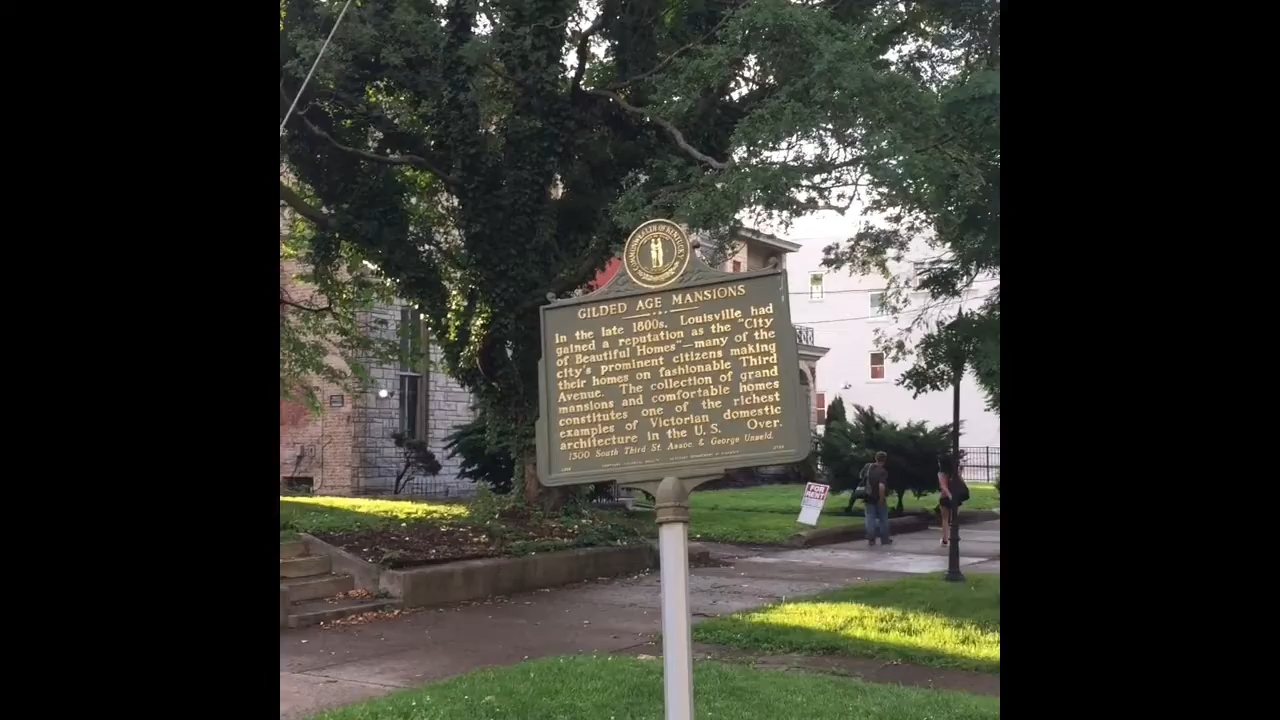 COMMONWEALTH OF KENTUCKY
GILDED AGE MANSIONS
In the late 1800s, Louisville had
gained a reputation as the "City
of Beautiful Homes"—many of the
city's prominent citizens making
their homes on fashionable Third
Avenue. The collection of grand
mansions and comfortable homes
constitutes one of the richest
examples of Victorian domestic
architecture in the U.S. Over.
1300 South Third St. Assoc. & George Unseld.
FOR
RENT